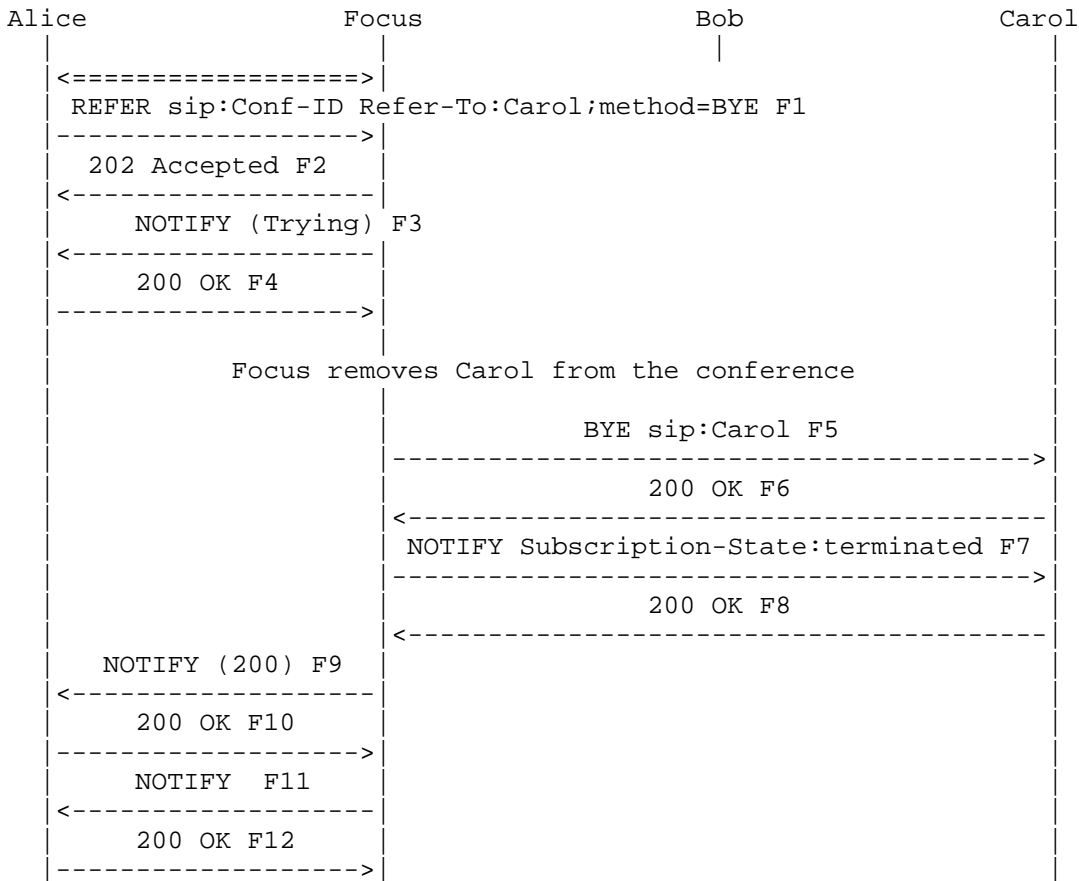 Alice Focus Bob Carol
<==================>
REFER sip:Conf-ID Refer-To:Carol;method=BYE F1
------------------->
202 Accepted F2
<-------------------
NOTIFY (Trying) F3
<-------------------
200 OK F4
------------------->
Focus removes Carol from the conference
BYE sip:Carol F5
---------------------------------------->
200 OK F6
<----------------------------------------
NOTIFY Subscription-State:terminated F7
---------------------------------------->
200 OK F8
<----------------------------------------
NOTIFY (200) F9
<-------------------
200 OK F10
------------------->
NOTIFY F11
<-------------------
200 OK F12
------------------->